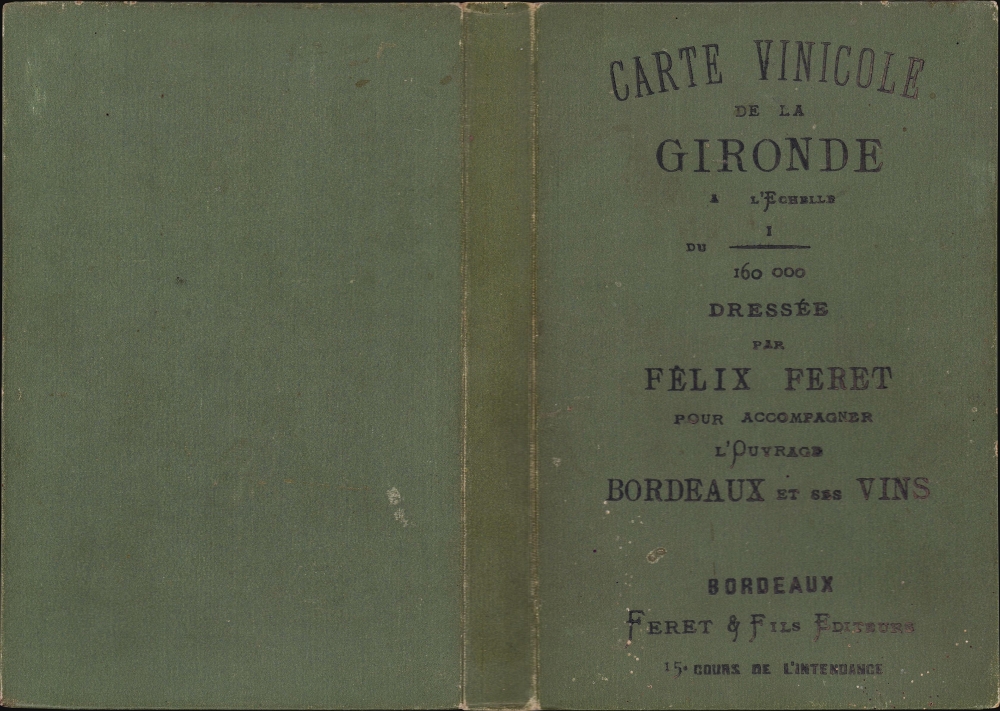 CARTE VINICOLE
DE LA
GIRONDE
A L'ECHELLE
DU 1
160 000
DRESSÉE
PAR
FÉLIX FERET
POUR ACCOMPAGNER
L'OUVRAGE
BORDEAUX ET SES VINS
BORDEAUX
FERET & FILS EDITEURS
15. COURS DE L'INTENDANCE